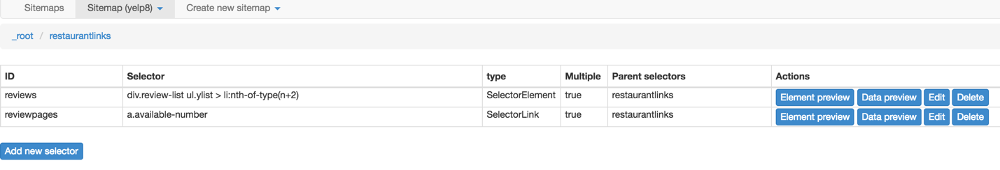 Sitemaps Sitemap (yelp8) Create new sitemap
_root / restaurantlinks
ID Selector type Multiple Parent selectors Actions
reviews div.review-list ul.ylist > li:nth-of-type(n+2) SelectorElement true restaurantlinks Element preview Data preview Edit Delete
reviewpages a.available-number SelectorLink true restaurantlinks Element preview Data preview Edit Delete
Add new selector